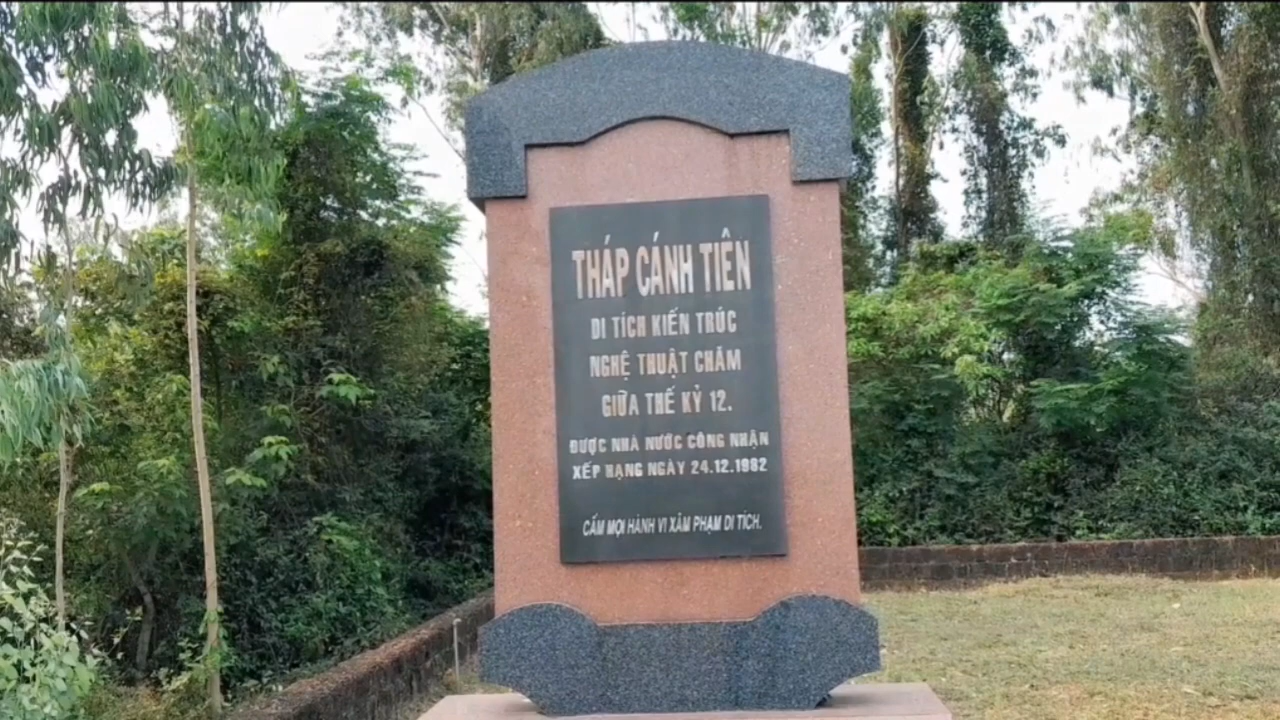 THÁP CÁNH TIÊN
DI TÍCH KIẾN TRÚC
NGHỆ THUẬT CHĂM
GIỮA THẾ KỶ 12.
ĐƯỢC NHÀ NƯỚC CÔNG NHẬN
XẾP HẠNG NGÀY 24.12.1982
CẤM MỌI HÀNH VI XÂM PHẠM DI TÍCH.